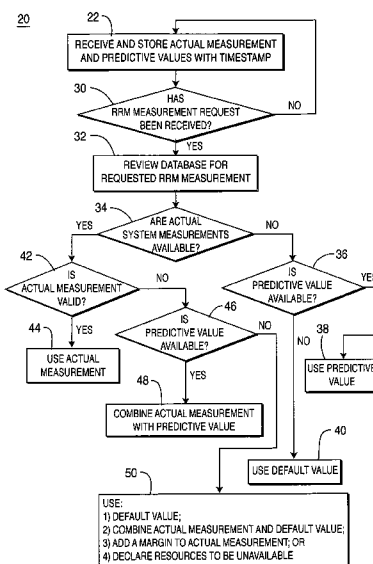 20
22
RECEIVE AND STORE ACTUAL MEASUREMENT
AND PREDICTIVE VALUES WITH TIMESTAMP
30
HAS
RRM MEASUREMENT REQUEST
BEEN RECEIVED?
NO
YES
32
REVIEW DATABASE FOR
REQUESTED RRM MEASUREMENT
34
ARE ACTUAL
SYSTEM MEASUREMENTS
AVAILABLE?
YES
NO
42
IS
ACTUAL MEASUREMENT
VALID?
NO
YES
44
USE ACTUAL
MEASUREMENT
46
IS
PREDICTIVE VALUE
AVAILABLE?
NO
YES
48
COMBINE ACTUAL MEASUREMENT
WITH PREDICTIVE VALUE
36
IS
PREDICTIVE VALUE
AVAILABLE?
NO
38
USE PREDICTIVE
VALUE
40
USE DEFAULT VALUE
50
USE:
1) DEFAULT VALUE;
2) COMBINE ACTUAL MEASUREMENT AND DEFAULT VALUE;
3) ADD A MARGIN TO ACTUAL MEASUREMENT; OR
4) DECLARE RESOURCES TO BE UNAVAILABLE